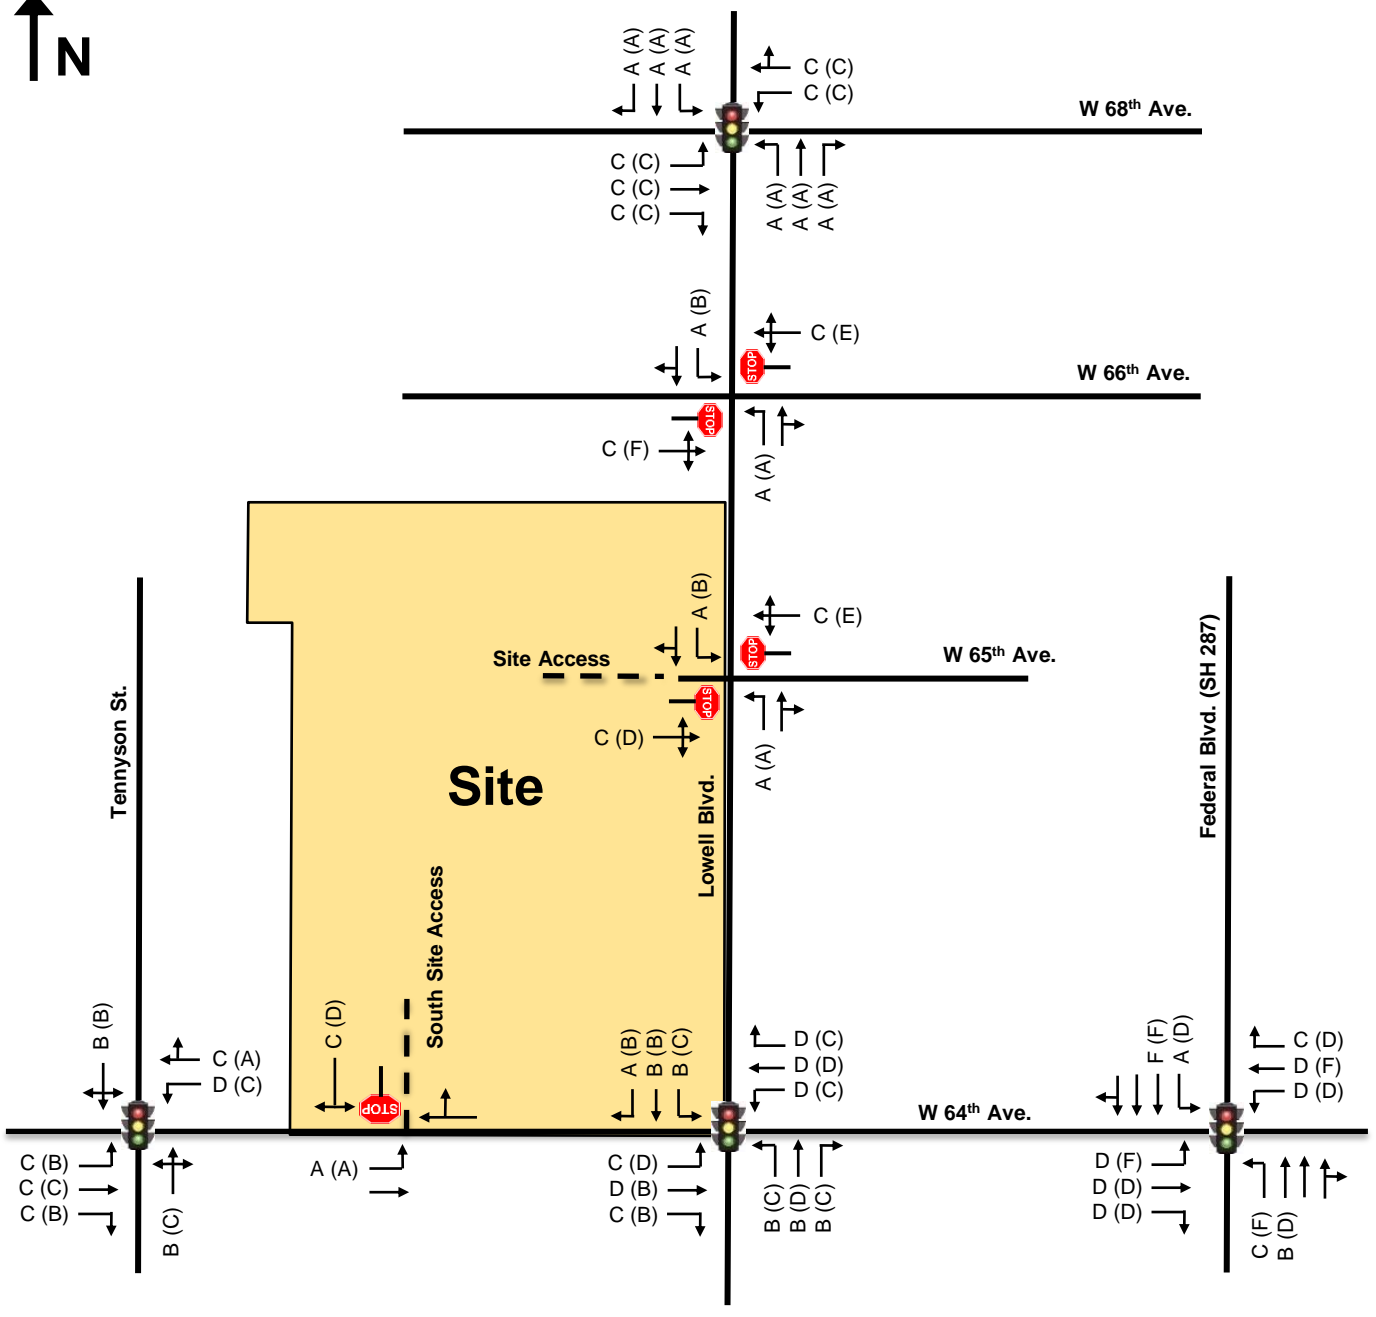 N
A (A)
A (A)
A (A)
C (C)
C (C)
W 68th Ave.
C (C)
C (C)
C (C)
A (A)
A (A)
A (A)
A (B)
C (E)
STOP
W 66th Ave.
STOP
C (F)
A (A)
A (B)
C (E)
STOP
Site Access
W 65th Ave.
STOP
C (D)
A (A)
Site
Tennyson St.
Lowell Blvd.
Federal Blvd. (SH 287)
South Site Access
B (B)
C (A)
D (C)
C (D)
STOP
A (B)
B (B)
B (C)
D (C)
D (D)
D (C)
W 64th Ave.
F (F)
A (D)
C (D)
D (F)
D (D)
C (B)
C (C)
C (B)
B (C)
A (A)
C (D)
D (B)
C (B)
B (C)
B (D)
B (C)
D (F)
D (D)
D (D)
C (F)
B (D)